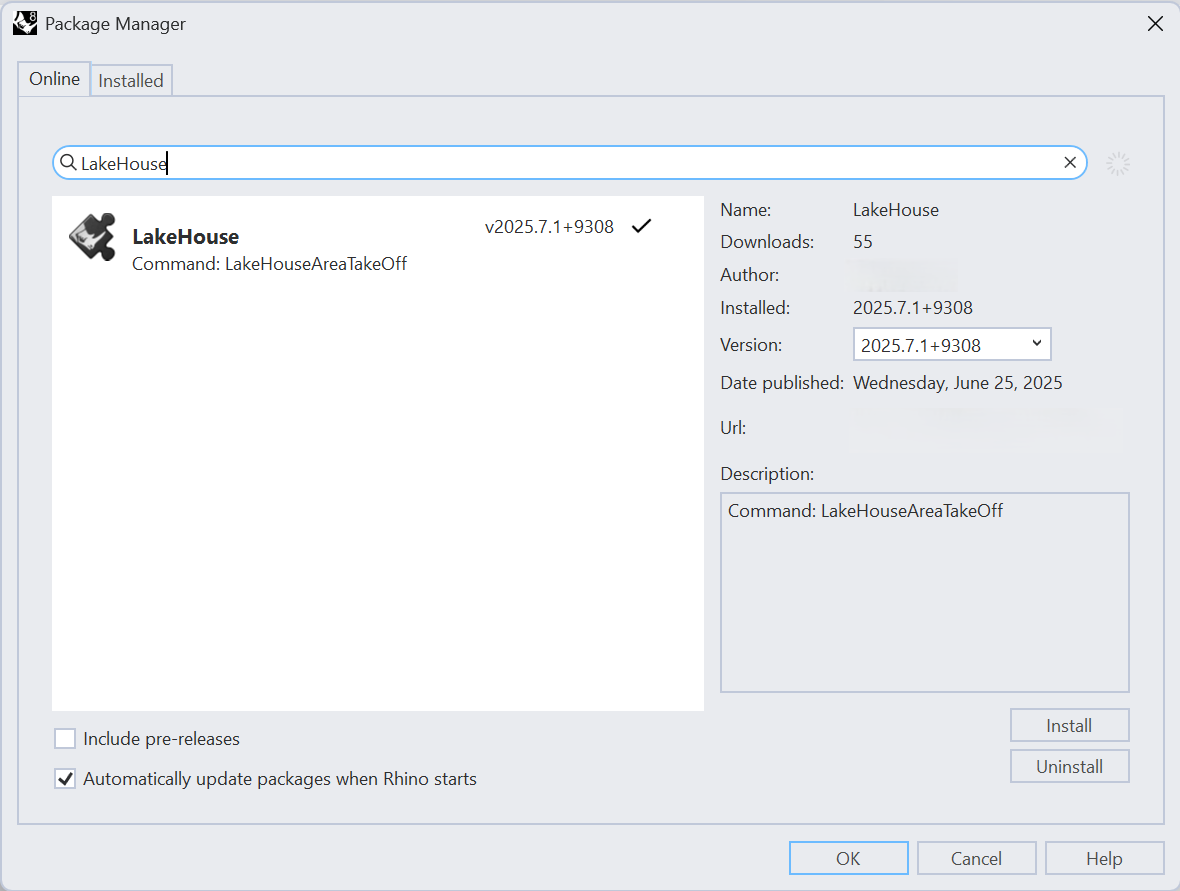 8
Package Manager
Online
Installed
LakeHouse
LakeHouse
v2025.7.1+9308
Command: LakeHouseAreaTakeOff
Name: LakeHouse
Downloads: 55
Author:
Installed: 2025.7.1+9308
Version: 2025.7.1+9308
Date published: Wednesday, June 25, 2025
Url:
Description:
Command: LakeHouseAreaTakeOff
Include pre-releases
Automatically update packages when Rhino starts
Install
Uninstall
OK
Cancel
Help